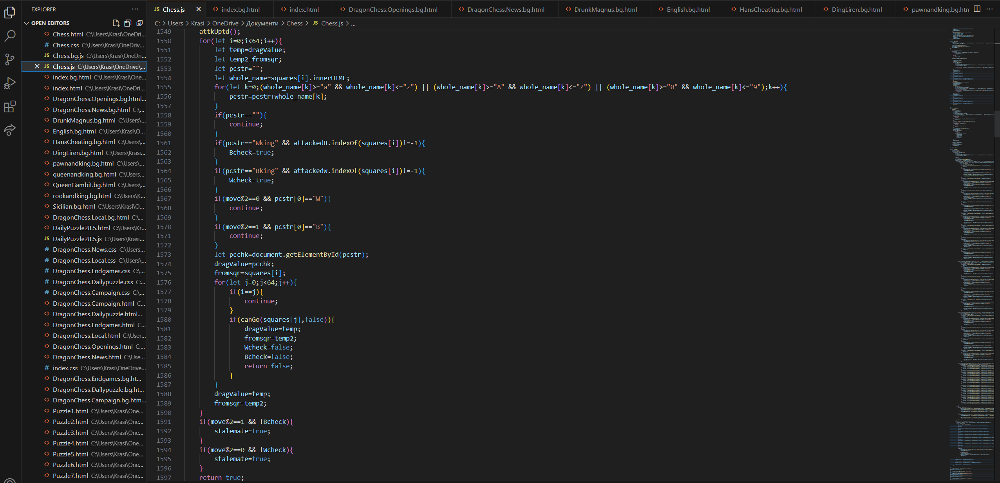 EXPLORER
OPEN EDITORS
Chess.html C:\Users\Krasi\OneDri...
Chess.css C:\Users\Krasi\OneDriv...
JS Chess.bg.js C:\Users\Krasi\OneDri...
JS Chess.js C:\Users\Krasi\OneDrive\...
index.bg.html C:\Users\Krasi\One...
index.html C:\Users\Krasi\OneDri...
DragonChess.Openings.bg.html...
DragonChess.News.bg.html C:\...
DrunkMagnus.bg.html C:\Users\...
English.bg.html C:\Users\Krasi\O...
HansCheating.bg.html C:\Users\...
DingLiren.bg.html C:\Users\Krasi...
pawnandking.bg.html C:\Users\...
queenandking.bg.html C:\Users...
QueenGambit.bg.html C:\Users\...
rookandking.bg.html C:\Users\K...
Sicilian.bg.html C:\Users\Krasi\O...
DragonChess.Local.bg.html C:\...
DailyPuzzle28.5.html C:\Users\Kr...
JS DailyPuzzle28.5.js C:\Users\Krasi...
DragonChess.News.css C:\Users...
DragonChess.Local.css C:\Users\...
DragonChess.Endgames.css C:\...
DragonChess.Dailypuzzle.css C:...
DragonChess.Campaign.css C:\...
DragonChess.Campaign.html C...
DragonChess.Dailypuzzle.html...
DragonChess.Endgames.html C...
DragonChess.Local.html C:\User...
DragonChess.Openings.html C:...
DragonChess.News.html C:\Use...
index.css C:\Users\Krasi\OneDrive...
DragonChess.Endgames.bg.ht...
DragonChess.Dailypuzzle.bg.ht...
DragonChess.Campaign.bg.htm...
Puzzle1.html C:\Users\Krasi\One...
Puzzle2.html C:\Users\Krasi\One...
Puzzle3.html C:\Users\Krasi\One...
Puzzle4.html C:\Users\Krasi\One...
Puzzle5.html C:\Users\Krasi\One...
Puzzle6.html C:\Users\Krasi\One...
Puzzle7.html C:\Users\Krasi\One...
JS Chess.js index.bg.html index.html DragonChess.Openings.bg.html DragonChess.News.bg.html DrunkMagnus.bg.html English.bg.html HansCheating.bg.html DingLiren.bg.html pawnandking.bg.htm
C: > Users > Krasi > OneDrive > Документи > Chess > JS Chess.js > ...
1549 attkUptd();
1550 for(let i=0;i<64;i++){
1551 let temp=dragValue;
1552 let temp2=fromsqr;
1553 let pcstr="";
1554 let whole_name=squares[i].innerHTML;
1555 for(let k=0;(whole_name[k]>="a" && whole_name[k]<="z") || (whole_name[k]>="A" && whole_name[k]<="Z") || (whole_name[k]>="0" && whole_name[k]<="9");k++){
1556 pcstr=pcstr+whole_name[k];
1557 }
1558 if(pcstr==""){
1559 continue;
1560 }
1561 if(pcstr=="Wking" && attackedB.indexOf(squares[i])!=-1){
1562 Bcheck=true;
1563 }
1564 if(pcstr=="Bking" && attackedW.indexOf(squares[i])!=-1){
1565 Wcheck=true;
1566 }
1567 if(move%2==0 && pcstr[0]=="W"){
1568 continue;
1569 }
1570 if(move%2==1 && pcstr[0]=="B"){
1571 continue;
1572 }
1573 let pcchk=document.getElementById(pcstr);
1574 dragValue=pcchk;
1575 fromsqr=squares[i];
1576 for(let j=0;j<64;j++){
1577 if(i==j){
1578 continue;
1579 }
1580 if(canGo(squares[j],false)){
1581 dragValue=temp;
1582 fromsqr=temp2;
1583 Wcheck=false;
1584 Bcheck=false;
1585 return false;
1586 }
1587 }
1588 dragValue=temp;
1589 fromsqr=temp2;
1590 }
1591 if(move%2==1 && !Bcheck){
1592 stalemate=true;
1593 }
1594 if(move%2==0 && !Wcheck){
1595 stalemate=true;
1596 }
1597 return true;